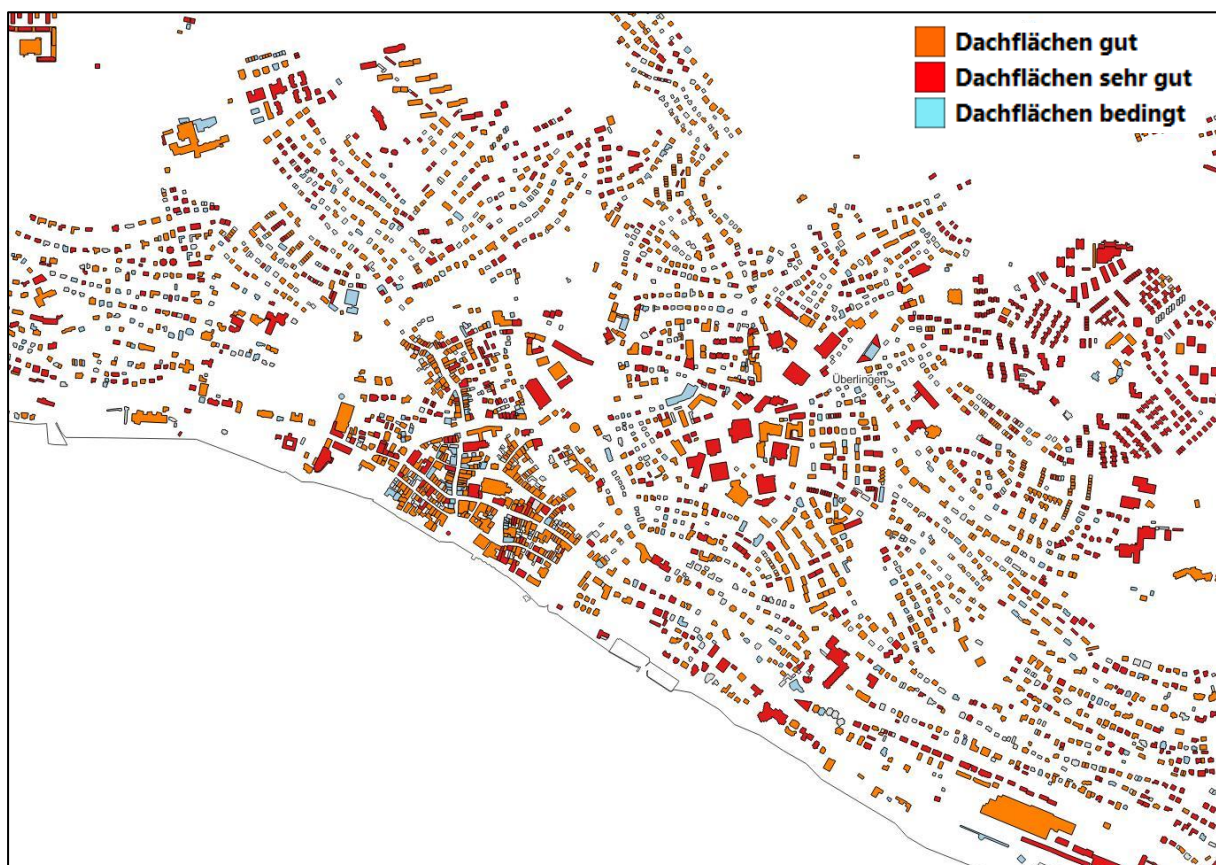 Dachflächen gut
Dachflächen sehr gut
Dachflächen bedingt
Überlingen